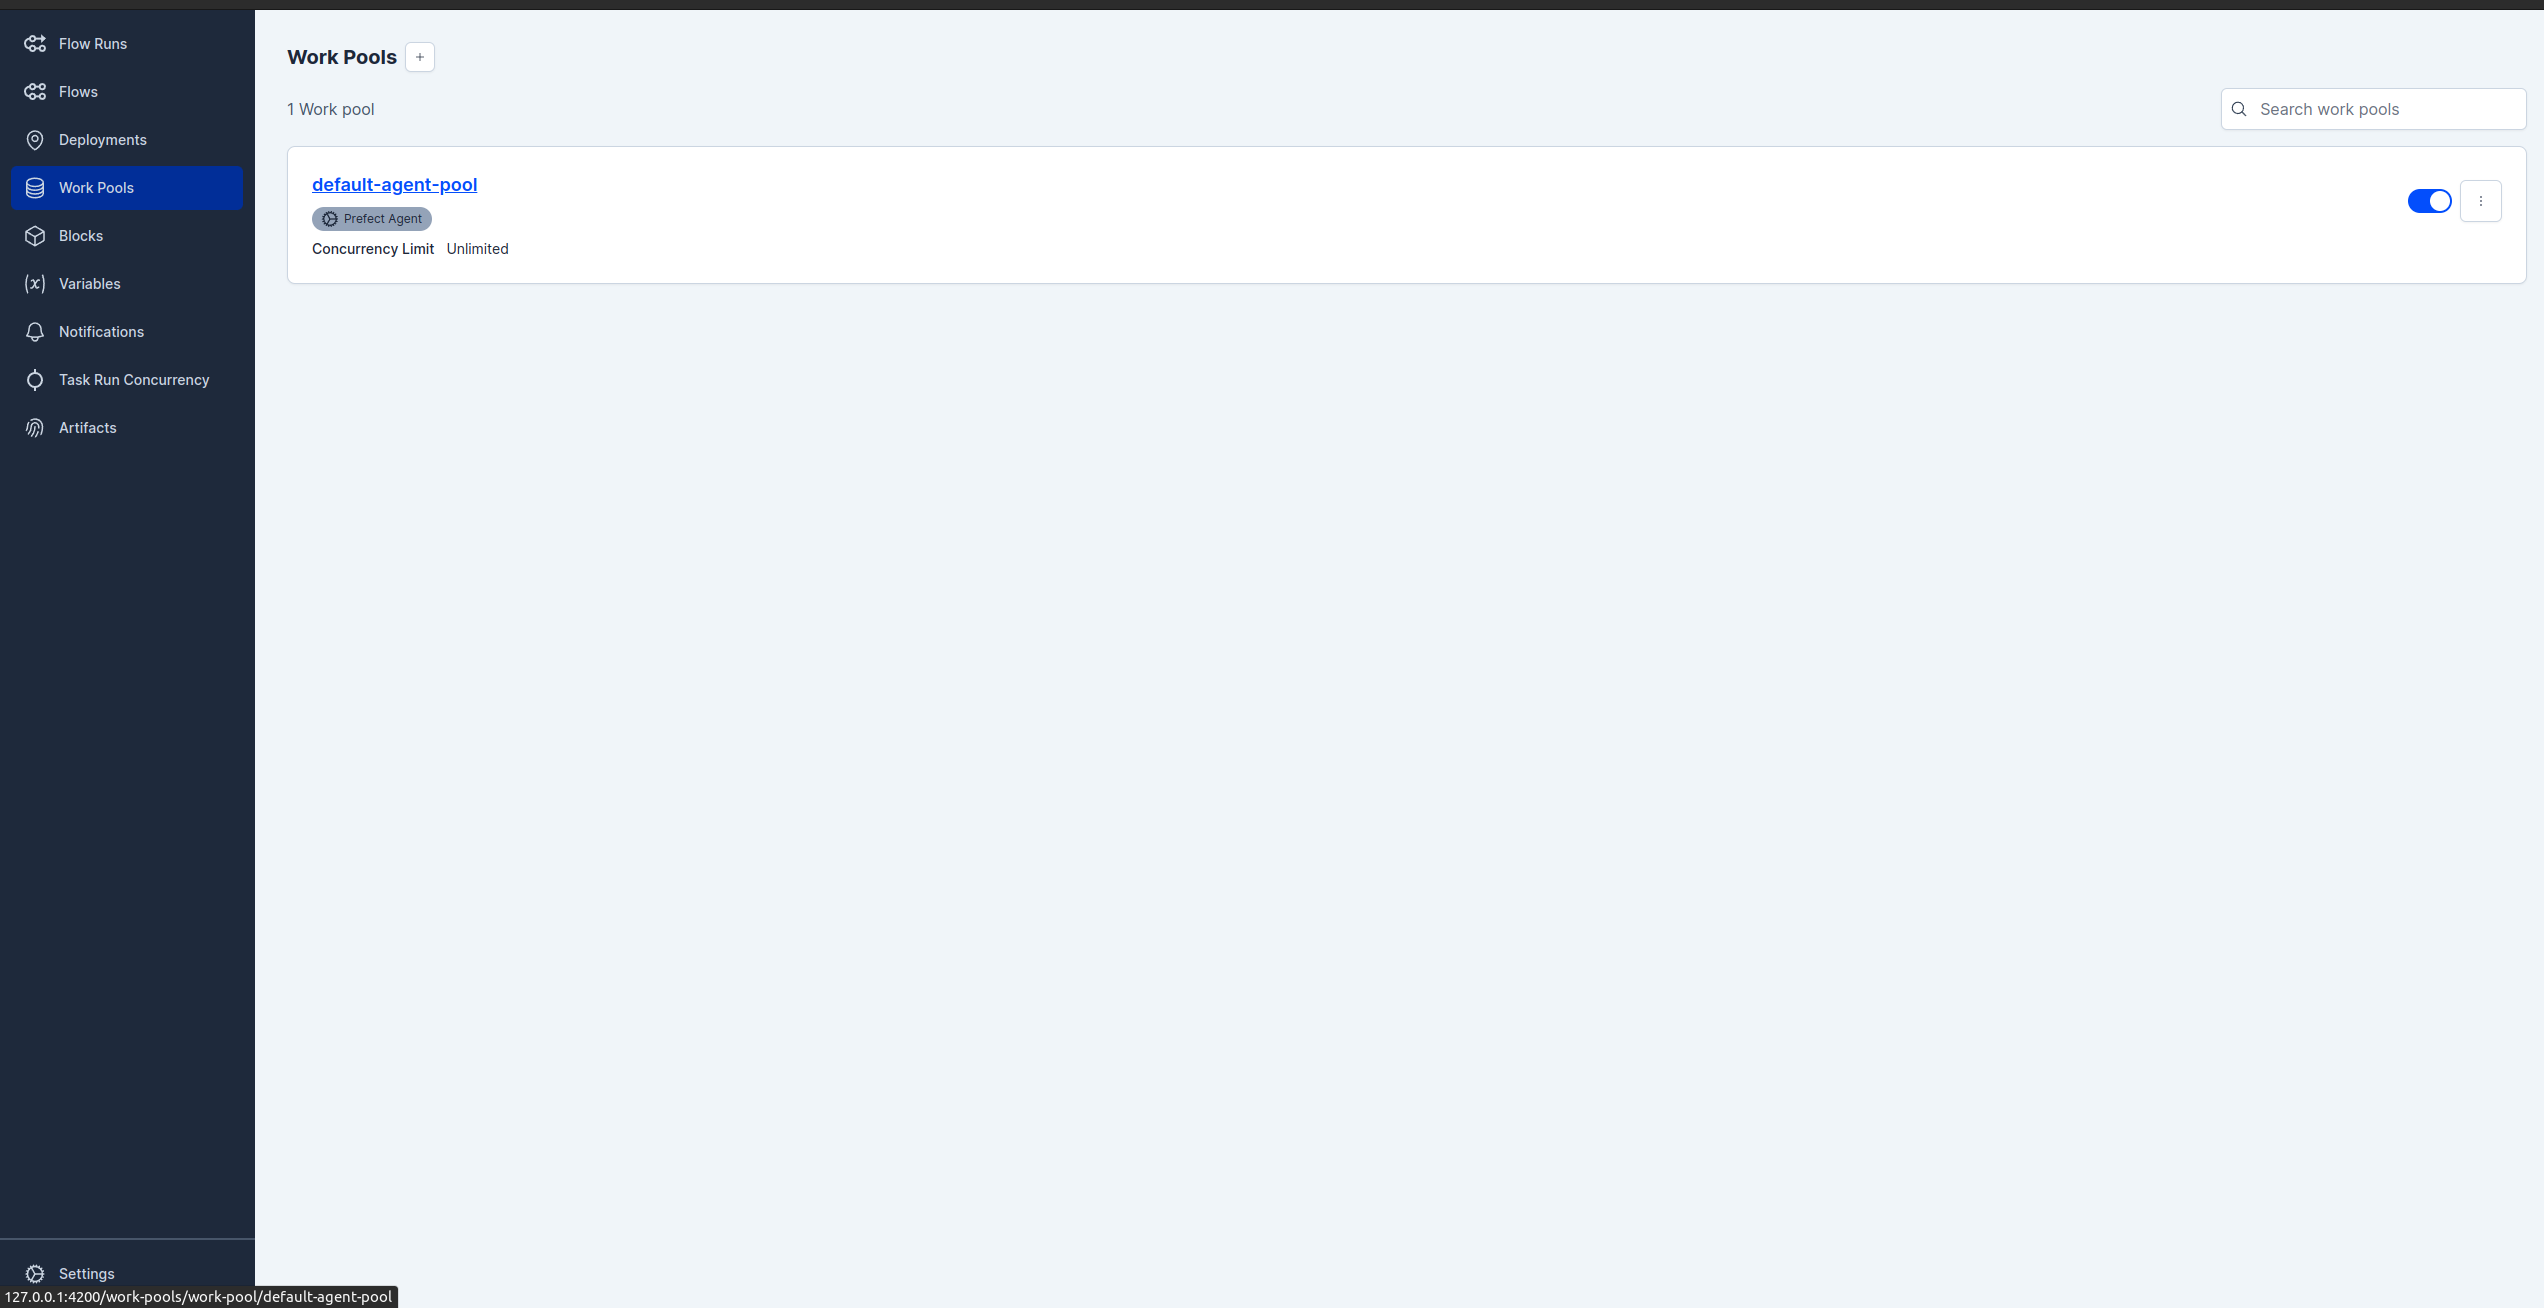 Flow Runs
Flows
Deployments
Work Pools
Blocks
Variables
Notifications
Task Run Concurrency
Artifacts
Settings
127.0.0.1:4200/work-pools/work-pool/default-agent-pool
Work Pools
1 Work pool
Search work pools
default-agent-pool
Prefect Agent
Concurrency Limit Unlimited